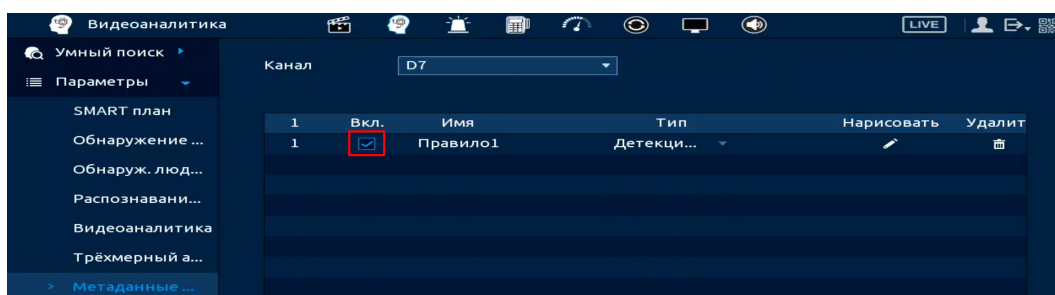 Видеоаналитика LIVE
Умный поиск
Канал D7
Параметры
SMART план
1 Вкл. Имя Тип Нарисовать Удалит
Обнаружение ...
1 Правило1 Детекци...
Обнаруж. люд...
Распознавани...
Видеоаналитика
Трёхмерный а...
> Метаданные ...